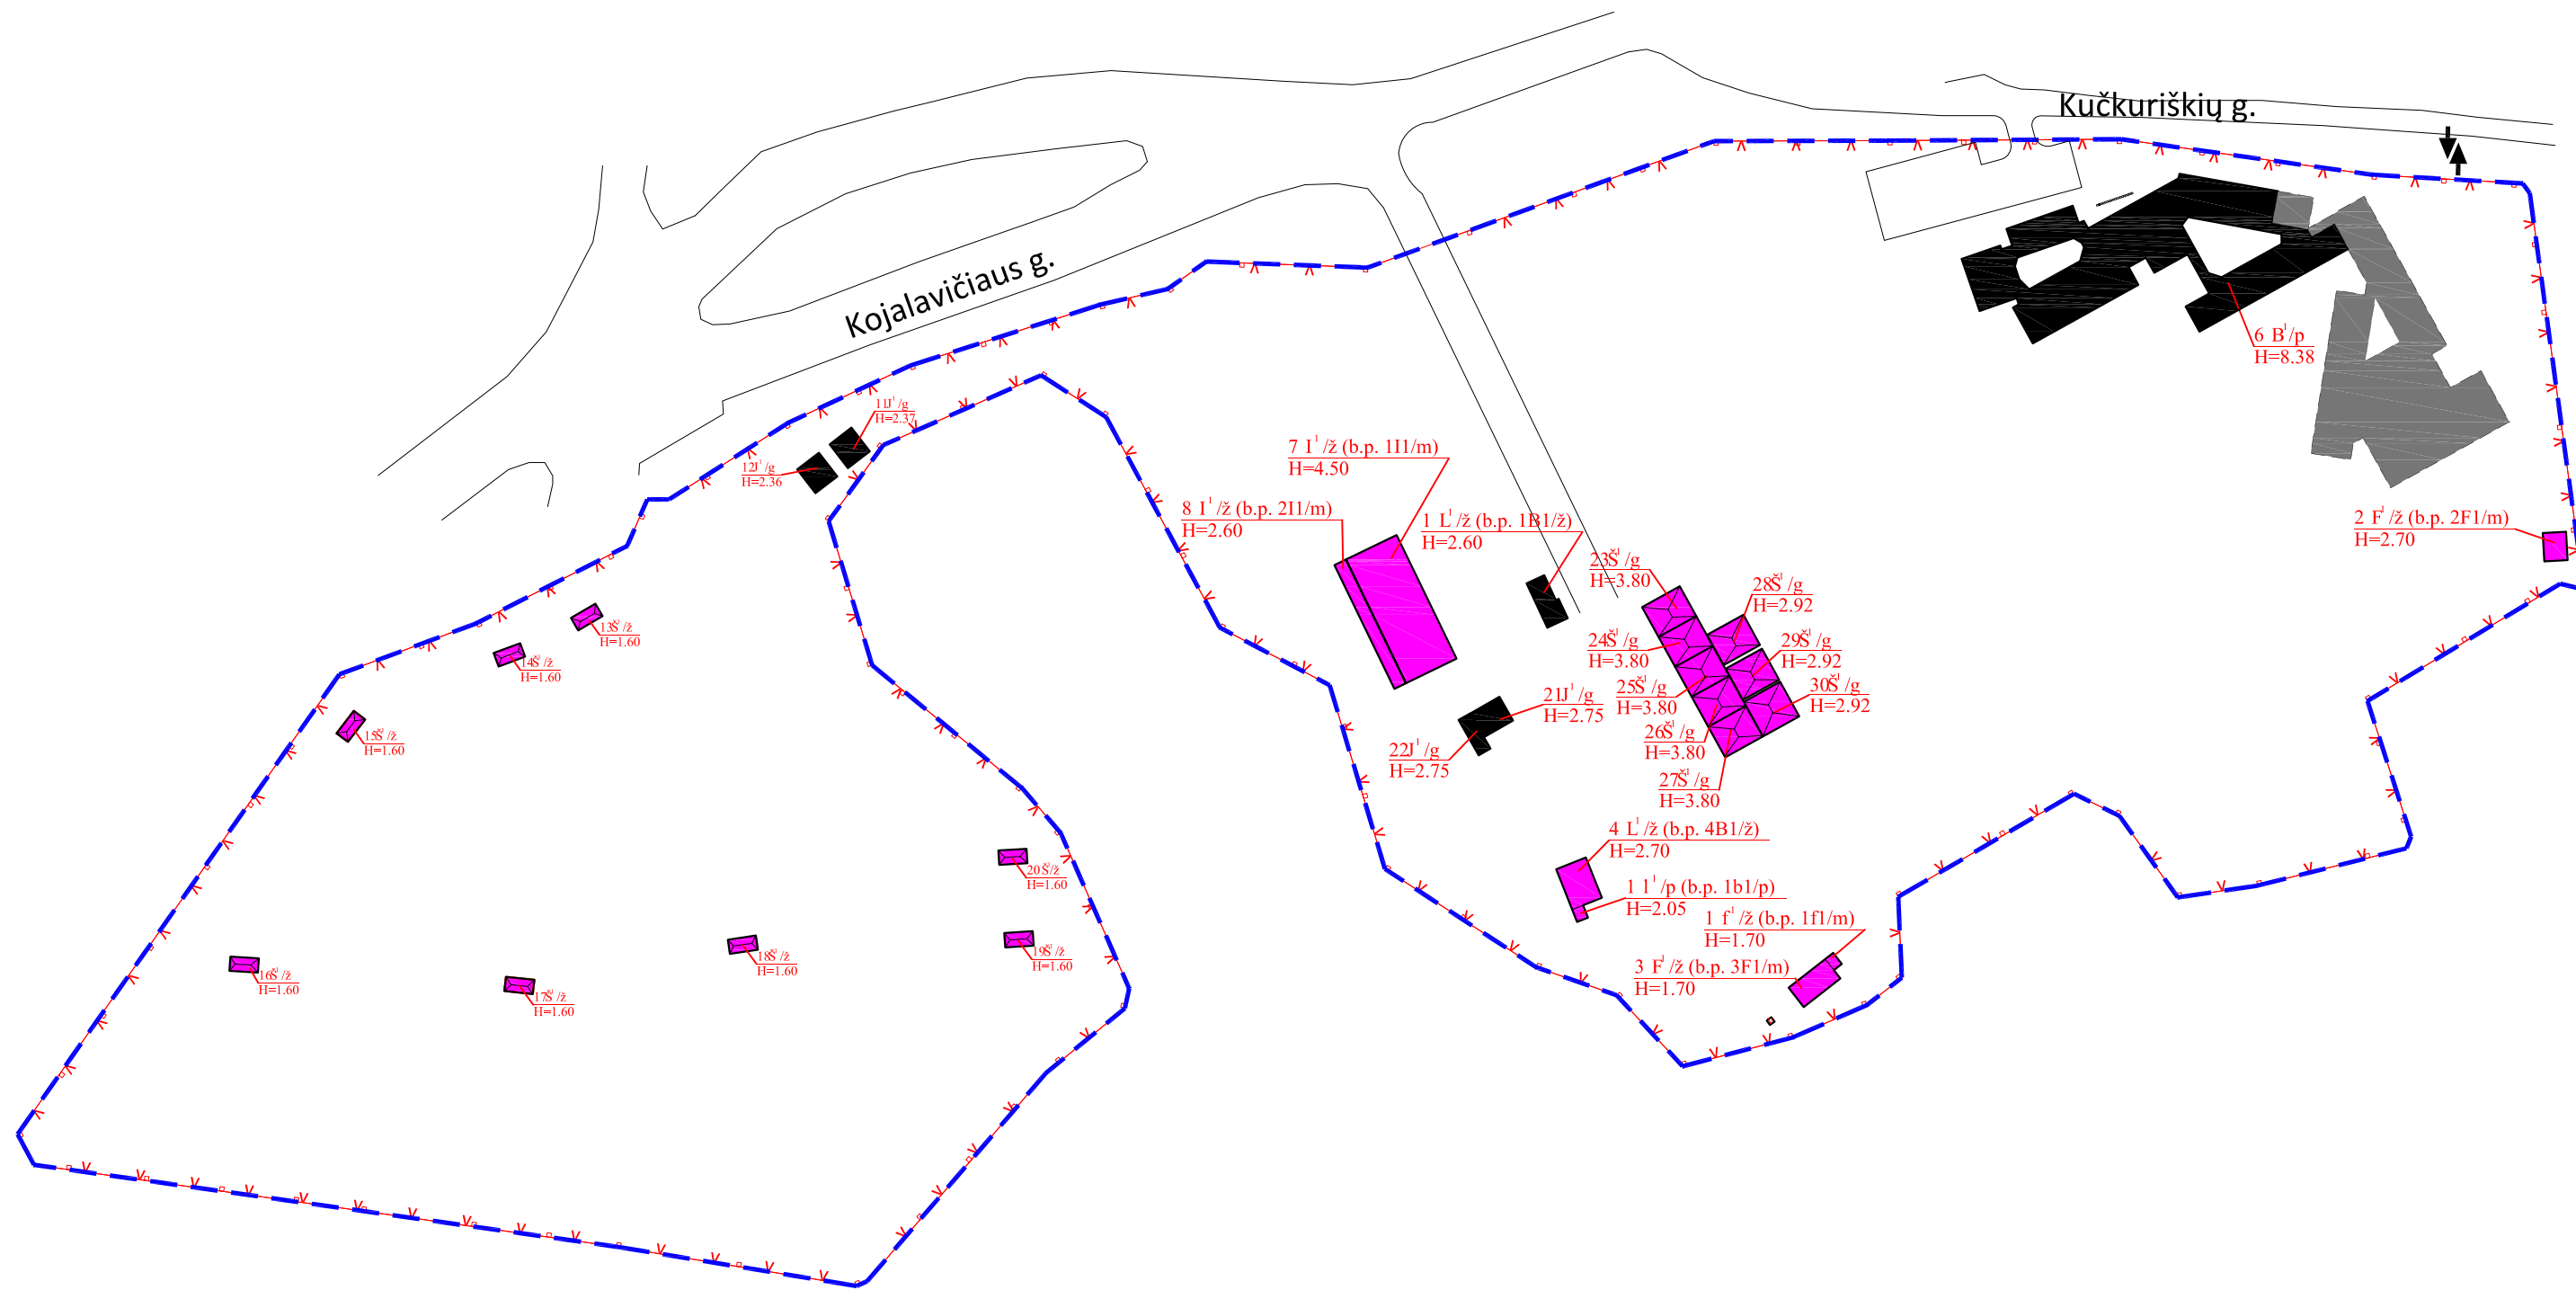 Kučkuriškių g.
Kojalavičiaus g.
6 B¹/p
H=8.38
11J¹/g
H=2.37
12J¹/g
H=2.36
7 I¹/ž (b.p. 1I1/m)
H=4.50
8 I¹/ž (b.p. 2I1/m)
H=2.60
1 L¹/ž (b.p. 1B1/ž)
H=2.60
2 F¹/ž (b.p. 2F1/m)
H=2.70
23Š¹/g
H=3.80
28Š¹/g
H=2.92
24Š¹/g
H=3.80
29Š¹/g
H=2.92
25Š¹/g
H=3.80
30Š¹/g
H=2.92
26Š¹/g
H=3.80
27Š¹/g
H=3.80
21J¹/g
H=2.75
22J¹/g
H=2.75
13Š¹/ž
H=1.60
14Š¹/ž
H=1.60
15Š¹/ž
H=1.60
4 L¹/ž (b.p. 4B1/ž)
H=2.70
1 l¹/p (b.p. 1b1/p)
H=2.05
1 f¹/ž (b.p. 1f1/m)
H=1.70
3 F¹/ž (b.p. 3F1/m)
H=1.70
20Š¹/ž
H=1.60
19Š¹/ž
H=1.60
18Š¹/ž
H=1.60
16Š¹/ž
H=1.60
17Š¹/ž
H=1.60